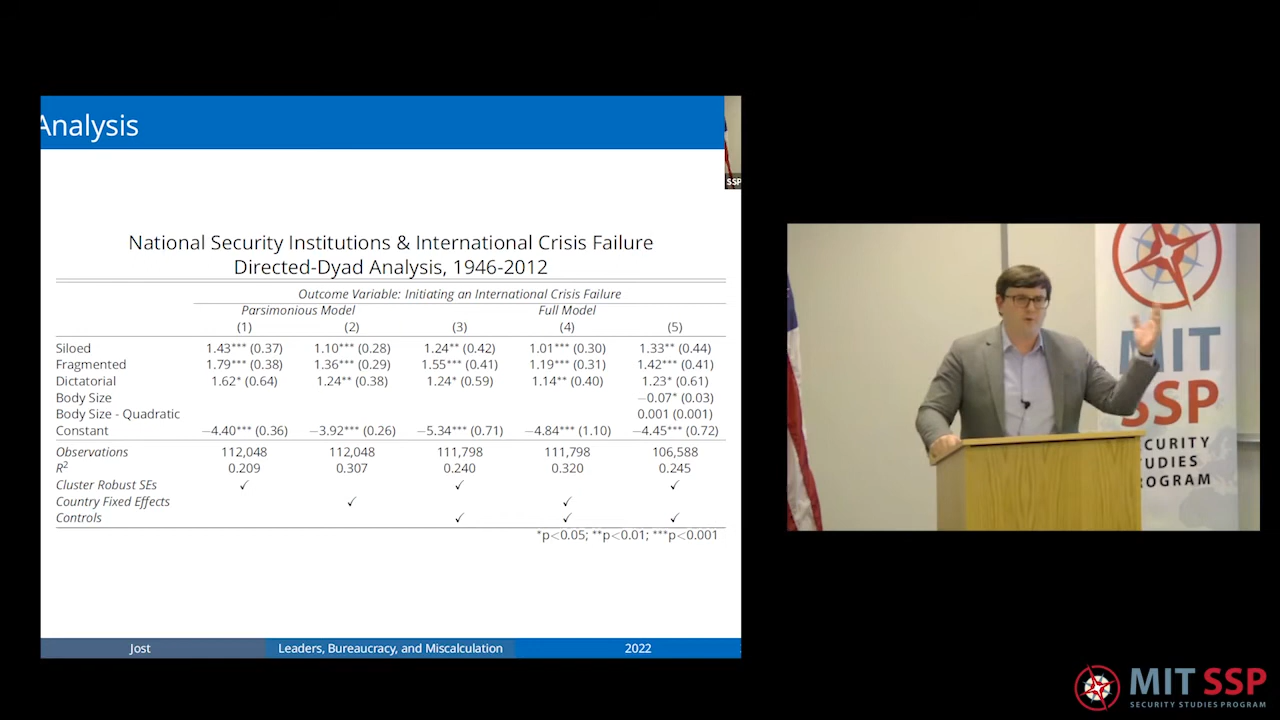 Analysis
SSP
National Security Institutions & International Crisis Failure
Directed-Dyad Analysis, 1946-2012
Outcome Variable: Initiating an International Crisis Failure
Parsimonious Model Full Model
(1) (2) (3) (4) (5)
Siloed 1.43*** (0.37) 1.10*** (0.28) 1.24** (0.42) 1.01*** (0.30) 1.33** (0.44)
Fragmented 1.79*** (0.38) 1.36*** (0.29) 1.55*** (0.41) 1.19*** (0.31) 1.42*** (0.41)
Dictatorial 1.62* (0.64) 1.24** (0.38) 1.24* (0.59) 1.14** (0.40) 1.23* (0.61)
Body Size −0.07* (0.03)
Body Size - Quadratic 0.001 (0.001)
Constant −4.40*** (0.36) −3.92*** (0.26) −5.34*** (0.71) −4.84*** (1.10) −4.45*** (0.72)
Observations 112,048 112,048 111,798 111,798 106,588
R² 0.209 0.307 0.240 0.320 0.245
Cluster Robust SEs ✓ ✓ ✓
Country Fixed Effects ✓ ✓
Controls ✓ ✓ ✓
*p<0.05; **p<0.01; ***p<0.001
Jost Leaders, Bureaucracy, and Miscalculation 2022
MIT
SSP
CURITY
UDIES
OGRAM
MIT SSP
SECURITY STUDIES PROGRAM